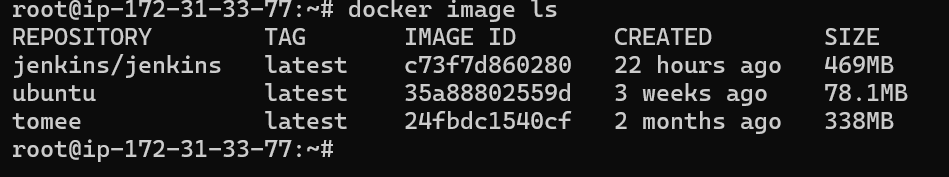 root@ip-172-31-33-77:~# docker image ls
REPOSITORY TAG IMAGE ID CREATED SIZE
jenkins/jenkins latest c73f7d860280 22 hours ago 469MB
ubuntu latest 35a88802559d 3 weeks ago 78.1MB
tomee latest 24fbdc1540cf 2 months ago 338MB
root@ip-172-31-33-77:~#